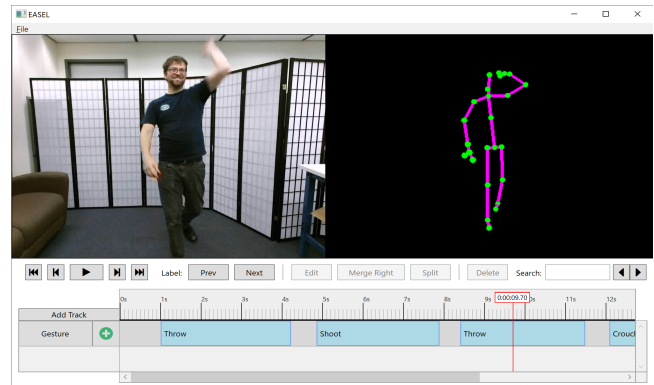 EASEL
File
Label: Prev Next Edit Merge Right Split Delete Search:
0s 1s 2s 3s 4s 5s 6s 7s 8s 9s 0:00:09.70 11s 12s
Add Track
Gesture Throw Shoot Throw Crouc